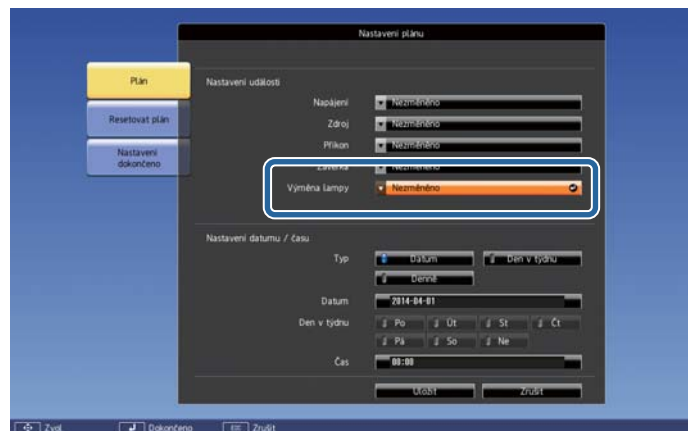 Nastavení plánu
Plán
Resetovat plán
Nastavení
dokončeno
Nastavení události
Napájení Nezměněno
Zdroj Nezměněno
Příkon Nezměněno
Závěrka Nezměněno
Výměna lampy Nezměněno
Nastavení datumu / času
Typ Datum Den v týdnu
Denně
Datum 2014-04-01
Den v týdnu Po Út St Čt
Pá So Ne
Čas 00:00
Uložit Zrušit
Zvol Dokončeno Zrušit